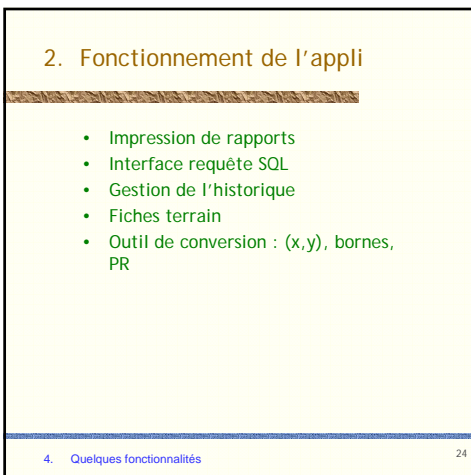 2. Fonctionnement de l'appli
• Impression de rapports
• Interface requête SQL
• Gestion de l'historique
• Fiches terrain
• Outil de conversion : (x,y), bornes,
PR
4. Quelques fonctionnalités
24